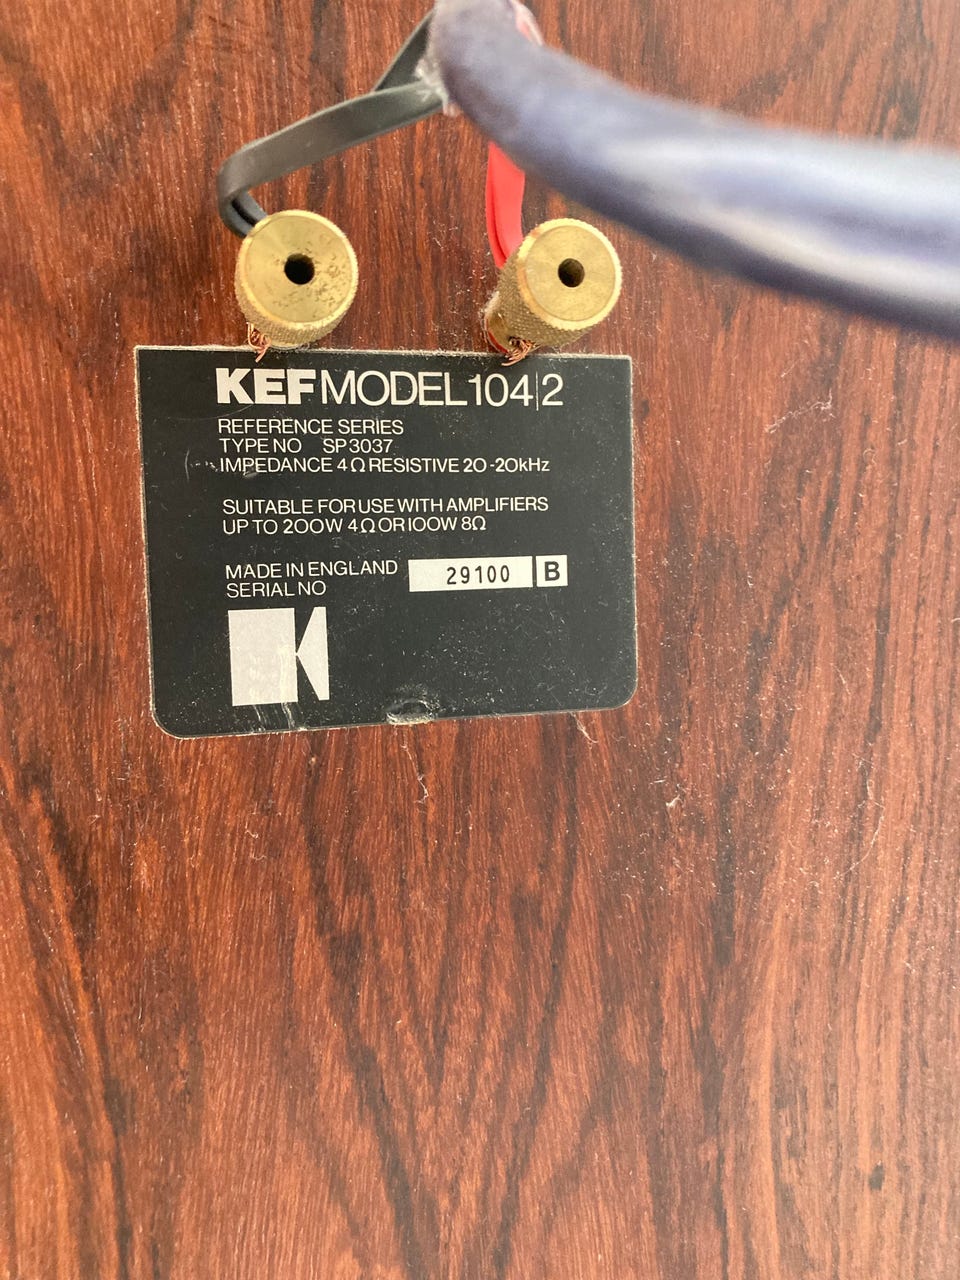 KEF MODEL 104|2
REFERENCE SERIES
TYPE NO SP3037
IMPEDANCE 4Ω RESISTIVE 20-20kHz
SUITABLE FOR USE WITH AMPLIFIERS
UP TO 200W 4Ω OR 100W 8Ω
MADE IN ENGLAND
SERIAL NO 29100 B
K